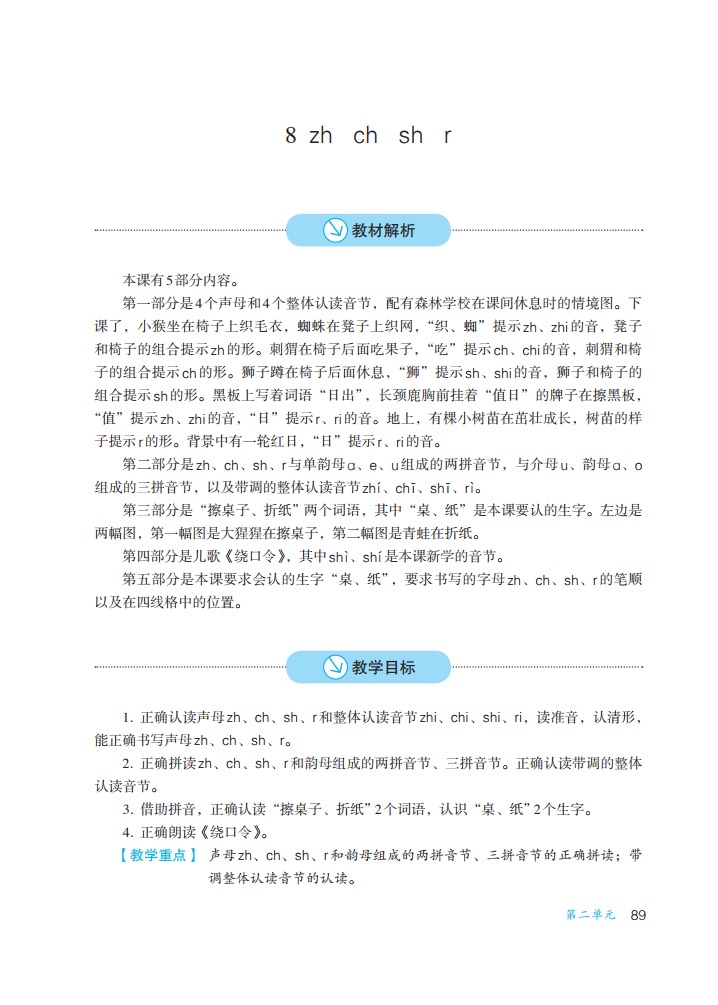 8 zh ch sh r
教材解析
本课有5部分内容。
第一部分是4个声母和4个整体认读音节，配有森林学校在课间休息时的情境图。下
课了，小猴坐在椅子上织毛衣，蜘蛛在凳子上织网，“织、蜘”提示zh、zhi的音，凳子
和椅子的组合提示zh的形。刺猬在椅子后面吃果子，“吃”提示ch、chi的音，刺猬和椅
子的组合提示ch的形。狮子蹲在椅子后面休息，“狮”提示sh、shi的音，狮子和椅子的
组合提示sh的形。黑板上写着词语“日出”，长颈鹿胸前挂着“值日”的牌子在擦黑板，
“值”提示zh、zhi的音，“日”提示r、ri的音。地上，有棵小树苗在茁壮成长，树苗的样
子提示r的形。背景中有一轮红日，“日”提示r、ri的音。
第二部分是zh、ch、sh、r与单韵母ɑ、e、u组成的两拼音节，与介母u、韵母ɑ、o
组成的三拼音节，以及带调的整体认读音节zhí、chī、shī、rì。
第三部分是“擦桌子、折纸”两个词语，其中“桌、纸”是本课要认的生字。左边是
两幅图，第一幅图是大猩猩在擦桌子，第二幅图是青蛙在折纸。
第四部分是儿歌《绕口令》，其中shì、shí是本课新学的音节。
第五部分是本课要求会认的生字“桌、纸”，要求书写的字母zh、ch、sh、r的笔顺
以及在四线格中的位置。
教学目标
1. 正确认读声母zh、ch、sh、r和整体认读音节zhi、chi、shi、ri，读准音，认清形，
能正确书写声母zh、ch、sh、r。
2. 正确拼读zh、ch、sh、r和韵母组成的两拼音节、三拼音节。正确认读带调的整体
认读音节。
3. 借助拼音，正确认读“擦桌子、折纸”2个词语，认识“桌、纸”2个生字。
4. 正确朗读《绕口令》。
【教学重点】 声母zh、ch、sh、r和韵母组成的两拼音节、三拼音节的正确拼读；带
调整体认读音节的认读。
第二单元 89